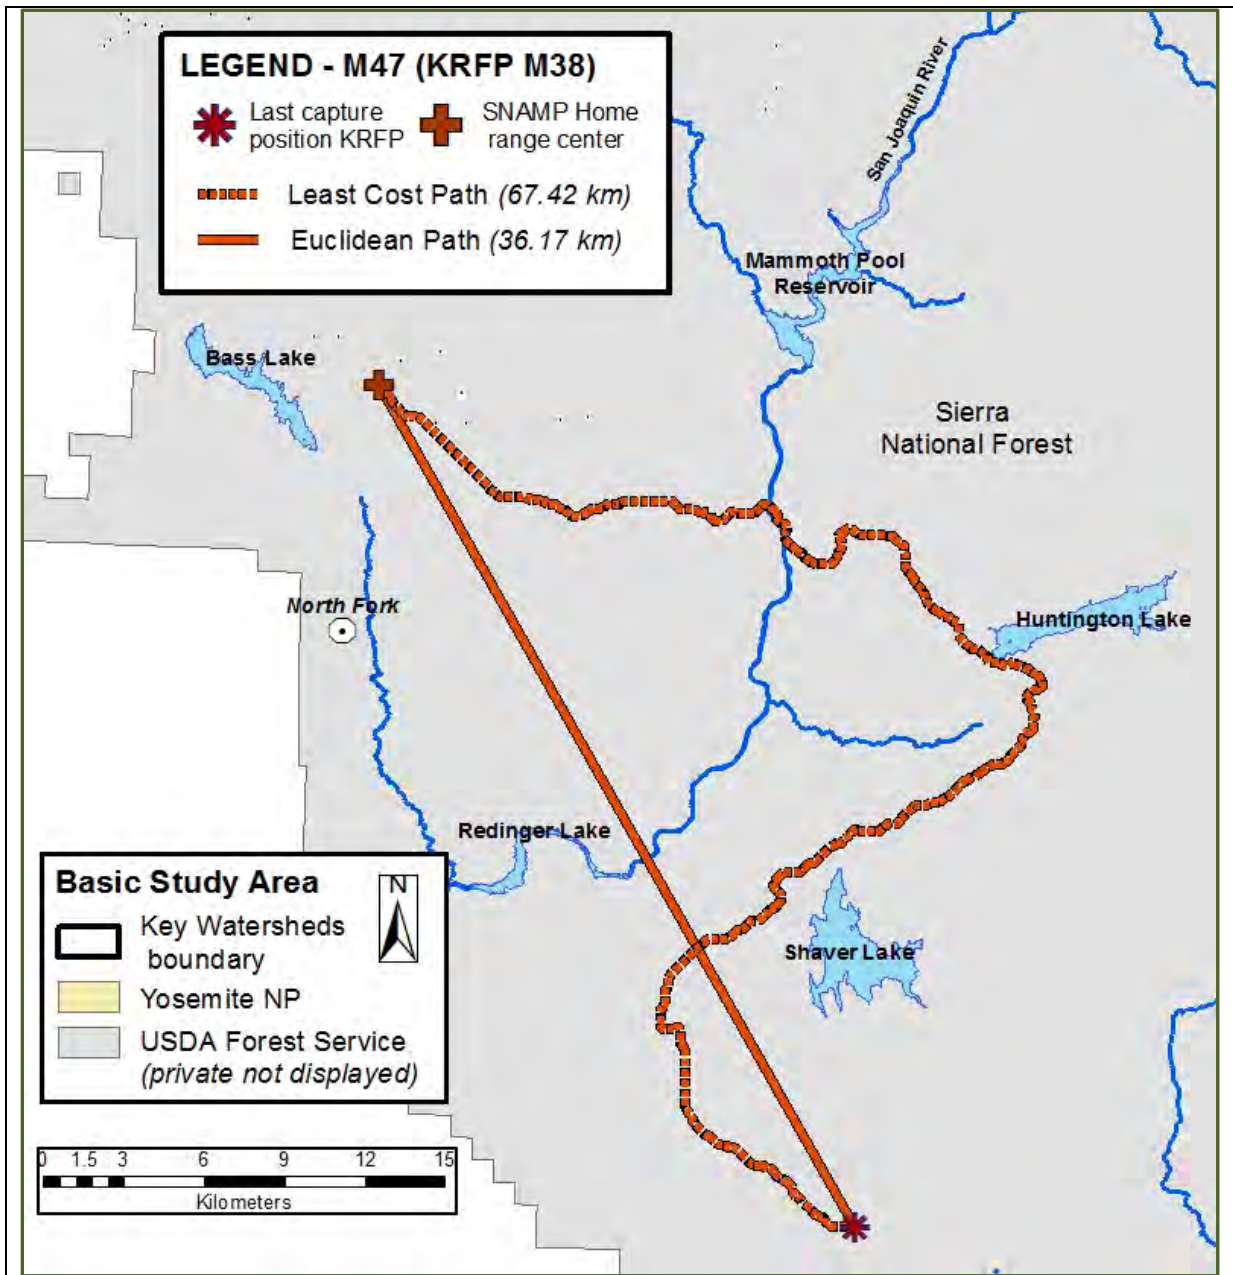 LEGEND - M47 (KRFP M38)
Last capture
position KRFP
SNAMP Home
range center
Least Cost Path (67.42 km)
Euclidean Path (36.17 km)
San Joaquin River
Mammoth Pool
Reservoir
Bass Lake
Sierra
National Forest
North Fork
Huntington Lake
Redinger Lake
Shaver Lake
Basic Study Area
N
Key Watersheds
boundary
Yosemite NP
USDA Forest Service
(private not displayed)
0 1.5 3 6 9 12 15
Kilometers